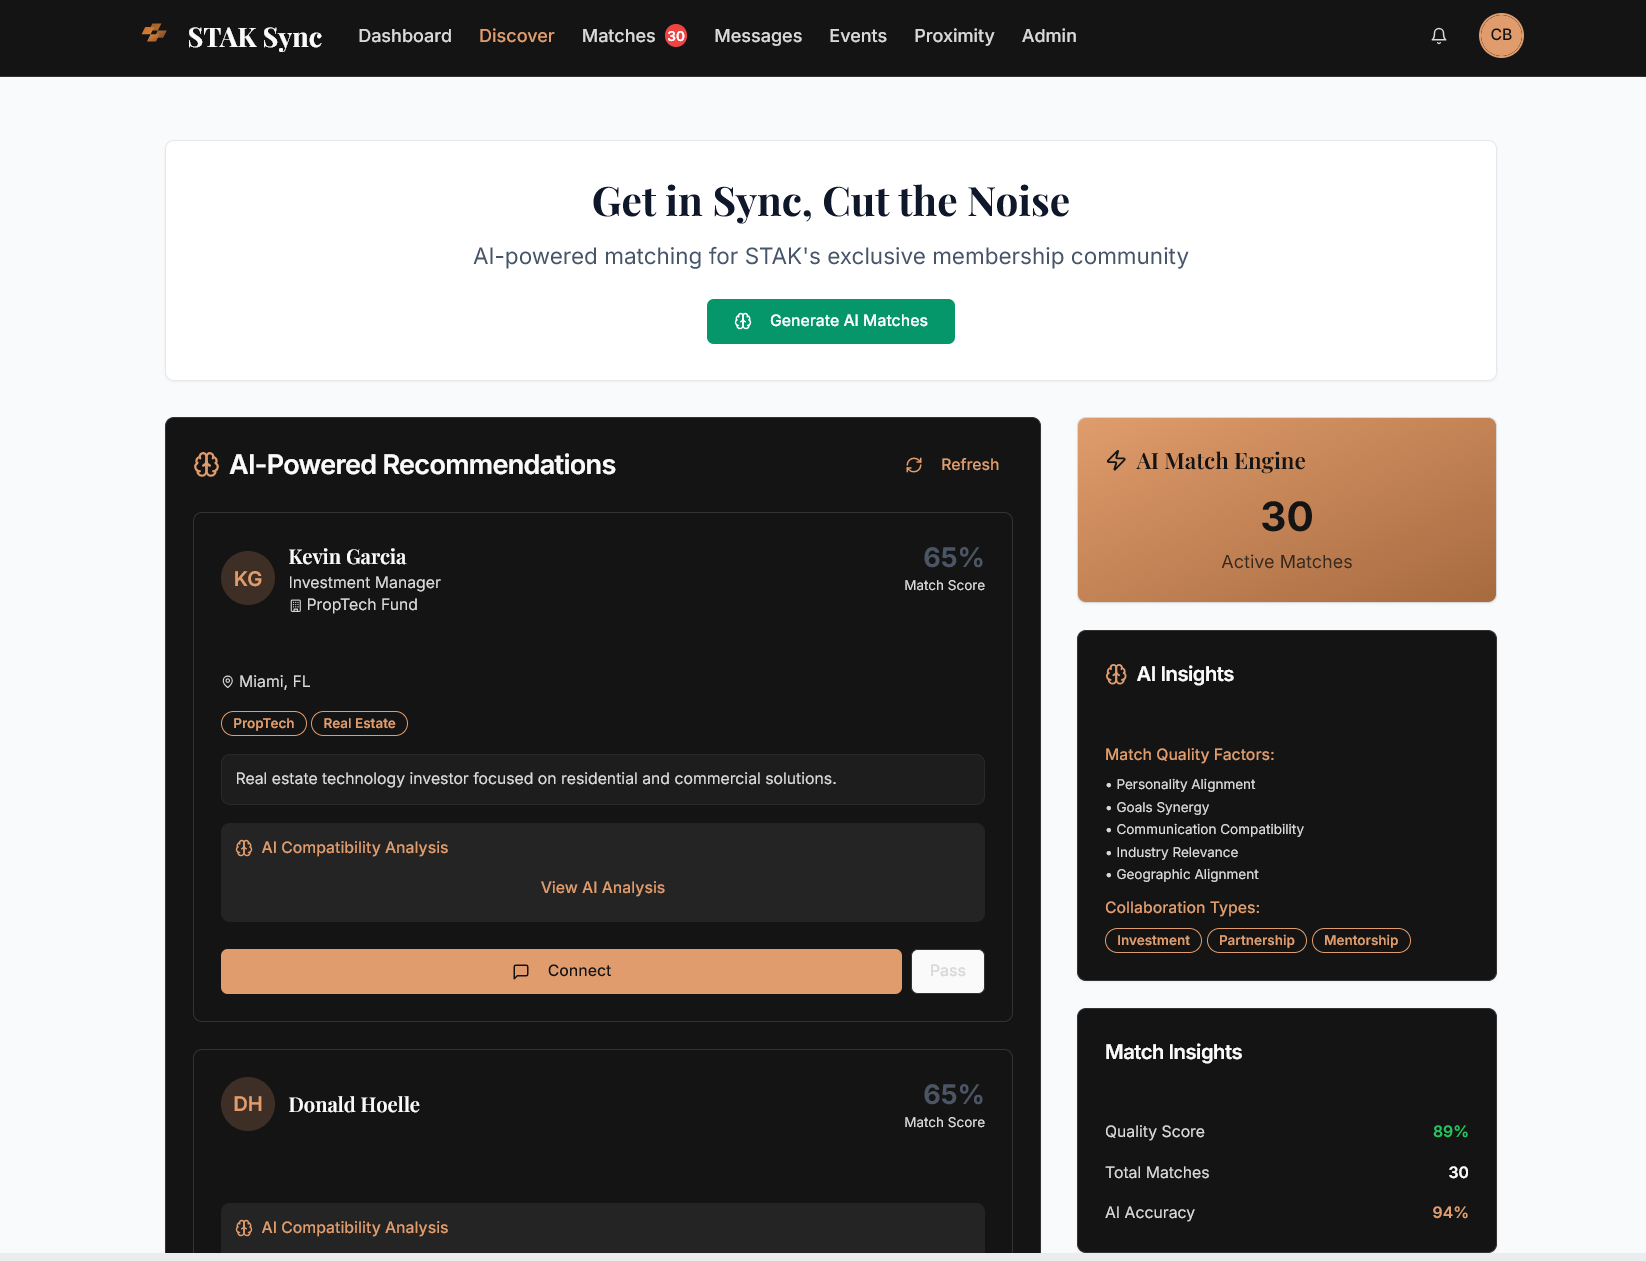 STAK Sync
Dashboard
Discover
Matches 30
Messages
Events
Proximity
Admin
CB
Get in Sync, Cut the Noise
AI-powered matching for STAK's exclusive membership community
Generate AI Matches
AI-Powered Recommendations
Refresh
KG
Kevin Garcia
Investment Manager
PropTech Fund
65%
Match Score
Miami, FL
PropTech
Real Estate
Real estate technology investor focused on residential and commercial solutions.
AI Compatibility Analysis
View AI Analysis
Connect
Pass
DH
Donald Hoelle
65%
Match Score
AI Compatibility Analysis
AI Match Engine
30
Active Matches
AI Insights
Match Quality Factors:
• Personality Alignment
• Goals Synergy
• Communication Compatibility
• Industry Relevance
• Geographic Alignment
Collaboration Types:
Investment
Partnership
Mentorship
Match Insights
Quality Score 89%
Total Matches 30
AI Accuracy 94%